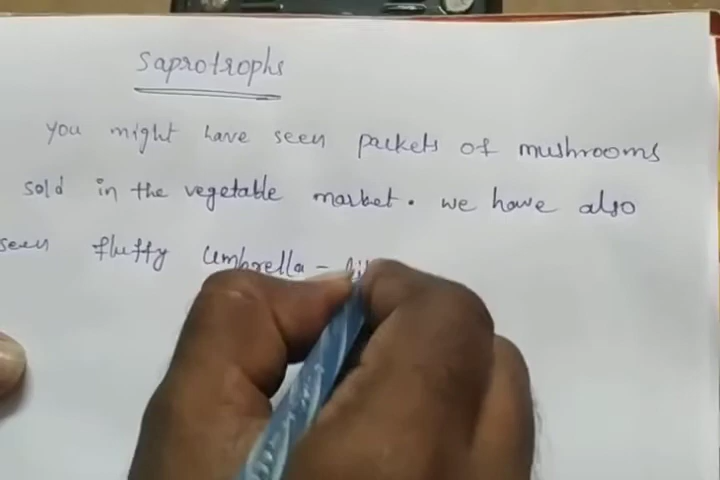 Saprotrophs
you might have seen packets of mushrooms
sold in the vegetable market. we have also
seen fluffy umbrella -